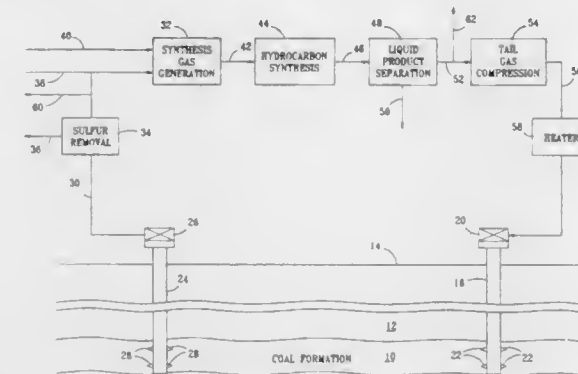 62
32
44
48
54
40
SYNTHESIS
GAS
GENERATION
42
HYDROCARBON
SYNTHESIS
46
LIQUID
PRODUCT
SEPARATION
52
TAIL
GAS
COMPRESSION
38
60
50
56
36
SULFUR
REMOVAL
34
58
HEATER
30
26
20
14
24
18
12
28
28
COAL FORMATION
10
22
22